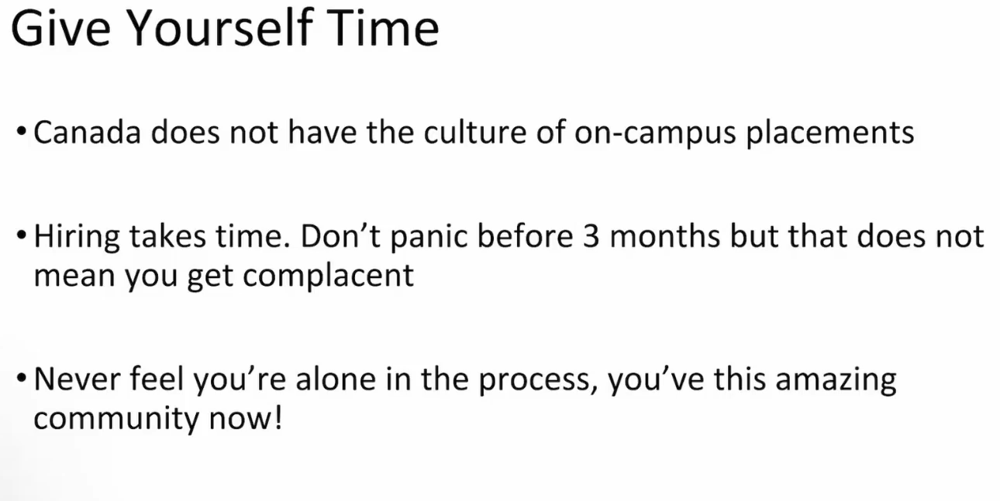 Give Yourself Time
•Canada does not have the culture of on-campus placements
•Hiring takes time. Don’t panic before 3 months but that does not
mean you get complacent
•Never feel you’re alone in the process, you’ve this amazing
community now!